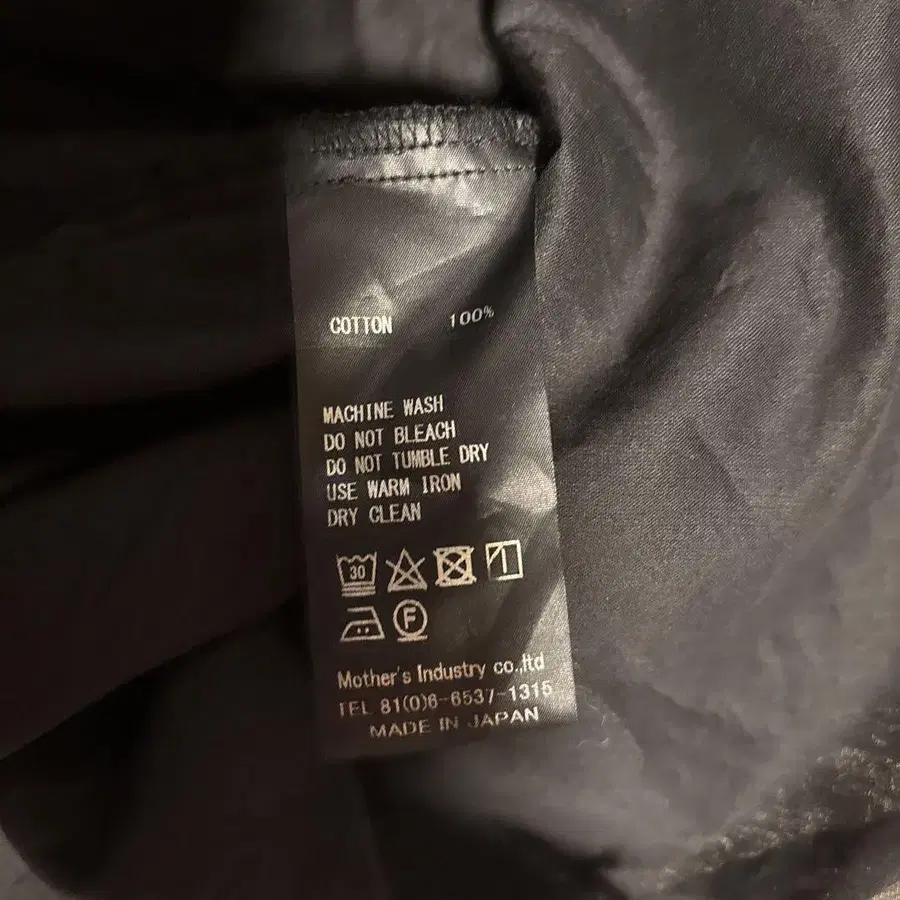 COTTON 100%
MACHINE WASH
DO NOT BLEACH
DO NOT TUMBLE DRY
USE WARM IRON
DRY CLEAN
30
F
Mother's Industry co.,ltd
TEL 81(0)6-6537-1315
MADE IN JAPAN